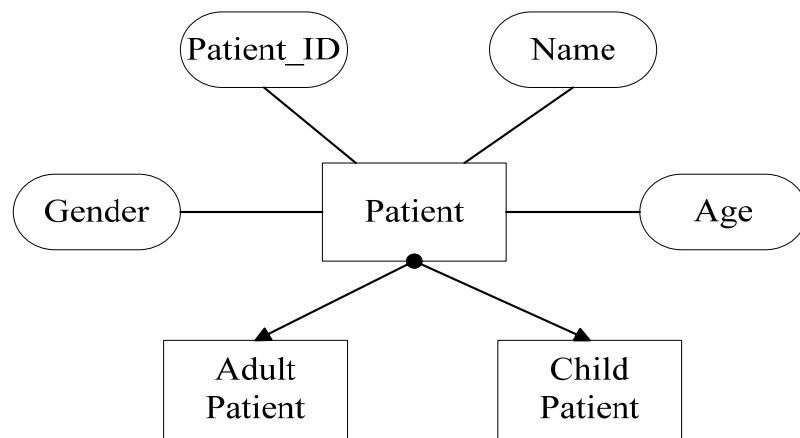 Patient_ID
Name
Gender
Patient
Age
Adult
Patient
Child
Patient